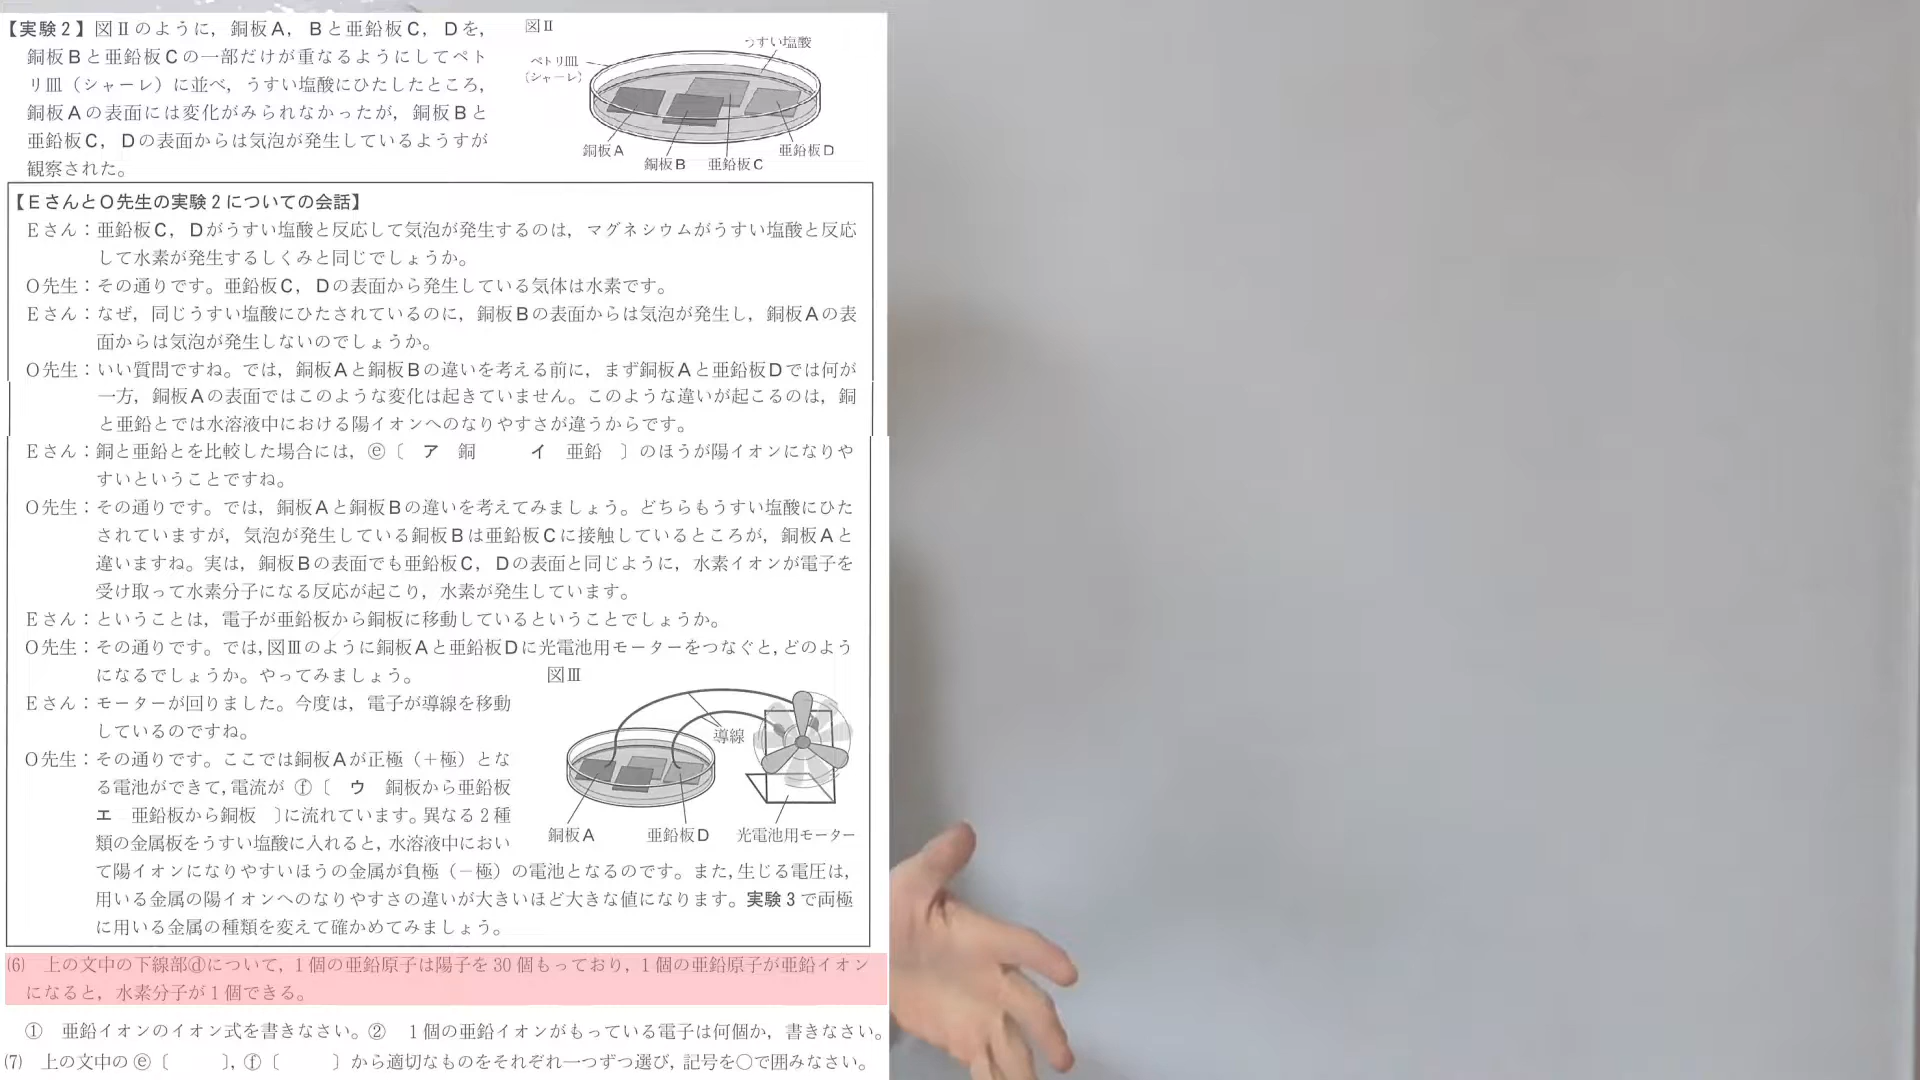 【実験2】図Ⅱのように，銅板A，Bと亜鉛板C，Dを，
銅板Bと亜鉛板Cの一部だけが重なるようにしてペト
リ皿（シャーレ）に並べ，うすい塩酸にひたしたところ，
銅板Aの表面には変化がみられなかったが，銅板Bと
亜鉛板C，Dの表面からは気泡が発生しているようすが
観察された。
図Ⅱ
うすい塩酸
ペトリ皿
（シャーレ）
銅板A
銅板B
亜鉛板C
亜鉛板D
【EさんとO先生の実験2についての会話】
Eさん：亜鉛板C，Dがうすい塩酸と反応して気泡が発生するのは，マグネシウムがうすい塩酸と反応
して水素が発生するしくみと同じでしょうか。
O先生：その通りです。亜鉛板C，Dの表面から発生している気体は水素です。
Eさん：なぜ，同じうすい塩酸にひたされているのに，銅板Bの表面からは気泡が発生し，銅板Aの表
面からは気泡が発生しないのでしょうか。
O先生：いい質問ですね。では，銅板Aと銅板Bの違いを考える前に，まず銅板Aと亜鉛板Dでは何が
一方，銅板Aの表面ではこのような変化は起きていません。このような違いが起こるのは，銅
と亜鉛とでは水溶液中における陽イオンへのなりやすさが違うからです。
Eさん：銅と亜鉛とを比較した場合には，ⓔ〔 ア 銅 イ 亜鉛 〕のほうが陽イオンになりや
すいということですね。
O先生：その通りです。では，銅板Aと銅板Bの違いを考えてみましょう。どちらもうすい塩酸にひた
されていますが，気泡が発生している銅板Bは亜鉛板Cに接触しているところが，銅板Aと
違いますね。実は，銅板Bの表面でも亜鉛板C，Dの表面と同じように，水素イオンが電子を
受け取って水素分子になる反応が起こり，水素が発生しています。
Eさん：ということは，電子が亜鉛板から銅板に移動しているということでしょうか。
O先生：その通りです。では，図Ⅲのように銅板Aと亜鉛板Dに光電池用モーターをつなぐと，どのよう
になるでしょうか。やってみましょう。
Eさん：モーターが回りました。今度は，電子が導線を移動
しているのですね。
O先生：その通りです。ここでは銅板Aが正極（＋極）とな
る電池ができて，電流が ⓕ〔 ウ 銅板から亜鉛板
エ 亜鉛板から銅板 〕に流れています。異なる2種
類の金属板をうすい塩酸に入れると，水溶液中におい
て陽イオンになりやすいほうの金属が負極（－極）の電池となるのです。また，生じる電圧は，
用いる金属の陽イオンへのなりやすさの違いが大きいほど大きな値になります。実験3で両極
に用いる金属の種類を変えて確かめてみましょう。
図Ⅲ
導線
銅板A
亜鉛板D
光電池用モーター
(6) 上の文中の下線部ⓓについて，1個の亜鉛原子は陽子を30個もっており，1個の亜鉛原子が亜鉛イオン
になると，水素分子が1個できる。
① 亜鉛イオンのイオン式を書きなさい。② 1個の亜鉛イオンがもっている電子は何個か，書きなさい。
(7) 上の文中の ⓔ〔 〕，ⓕ〔 〕から適切なものをそれぞれ一つずつ選び，記号を○で囲みなさい。